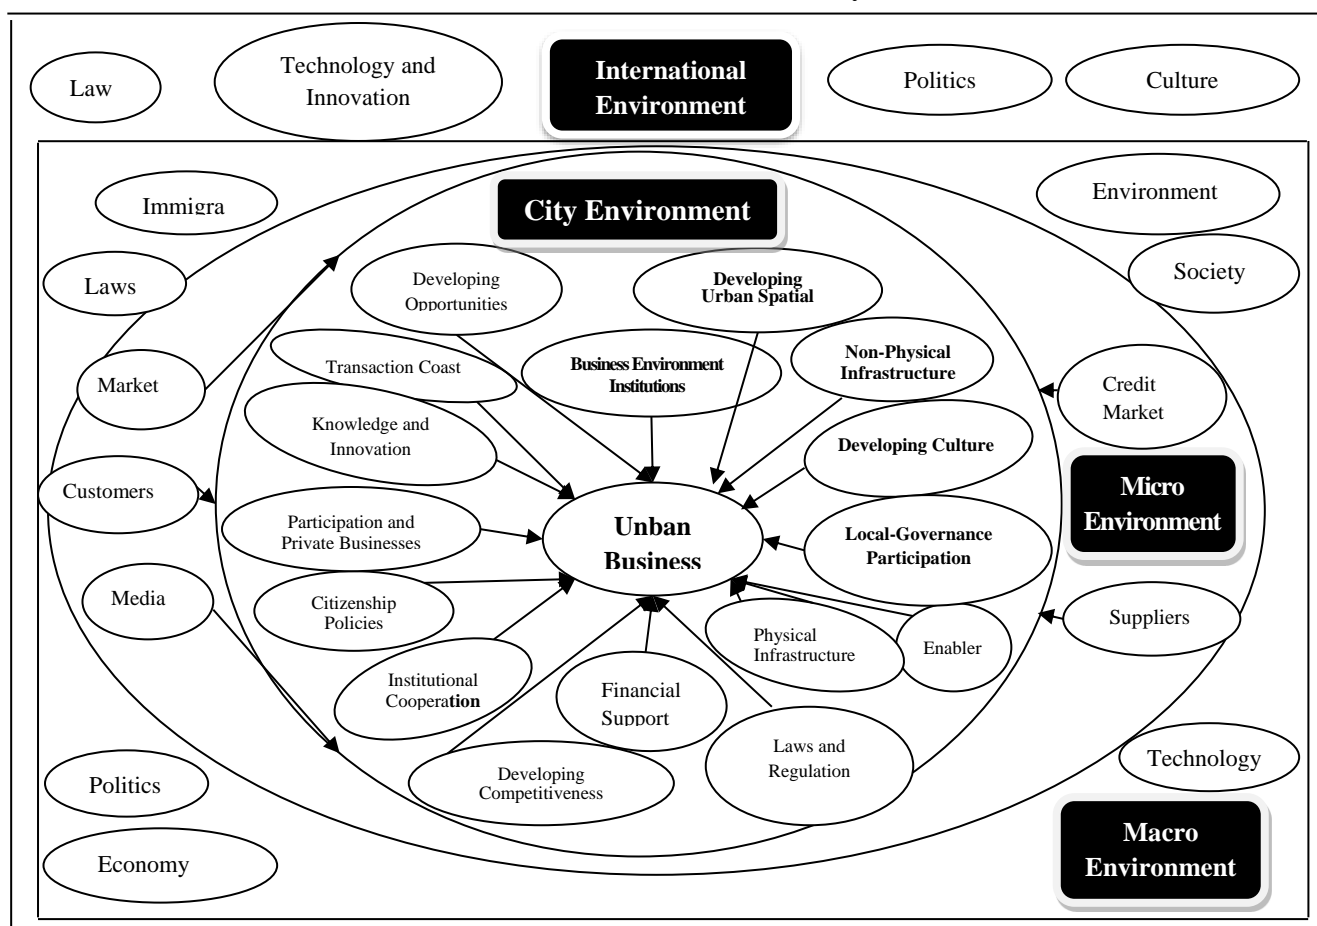 Law
Technology and
Innovation
International
Environment
Politics
Culture
Immigra
City Environment
Environment
Laws
Society
Developing
Opportunities
Developing
Urban Spatial
Market
Transaction Coast
Business Environment
Institutions
Non-Physical
Infrastructure
Credit
Market
Knowledge and
Innovation
Developing Culture
Customers
Micro
Environment
Participation and
Private Businesses
Unban
Business
Local-Governance
Participation
Media
Citizenship
Policies
Physical
Infrastructure
Enabler
Suppliers
Institutional
Cooperation
Financial
Support
Laws and
Regulation
Developing
Competitiveness
Technology
Politics
Economy
Macro
Environment